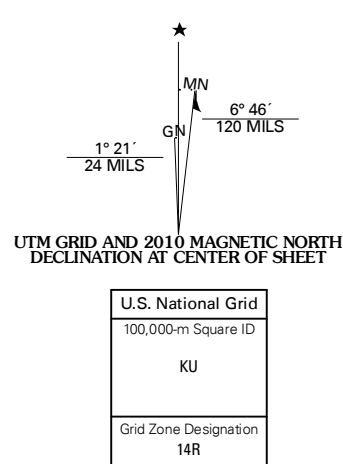 ★
MN
6° 46´
120 MILS
GN
1° 21´
24 MILS
UTM GRID AND 2010 MAGNETIC NORTH
DECLINATION AT CENTER OF SHEET
U.S. National Grid
100,000-m Square ID
KU
Grid Zone Designation
14R